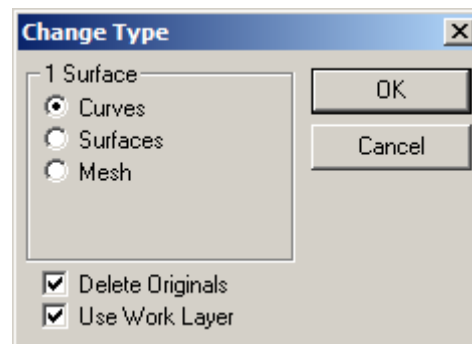 Change Type
1 Surface
Curves
Surfaces
Mesh
OK
Cancel
Delete Originals
Use Work Layer